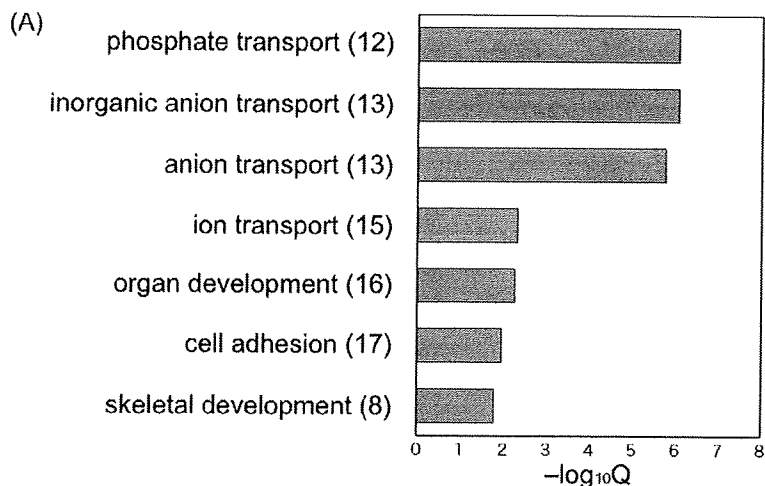 (A)
phosphate transport (12)
inorganic anion transport (13)
anion transport (13)
ion transport (15)
organ development (16)
cell adhesion (17)
skeletal development (8)
0 1 2 3 4 5 6 7 8
–log₁₀Q